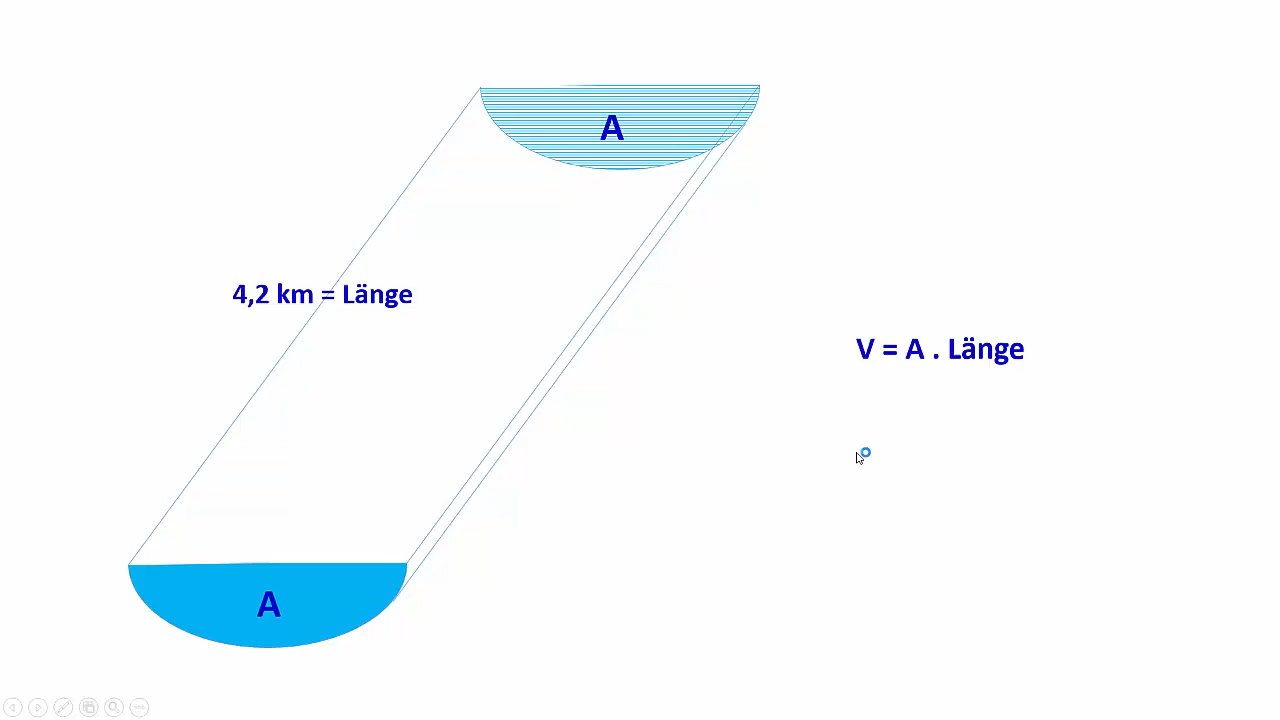 A
4,2 km = Länge
V = A . Länge
A